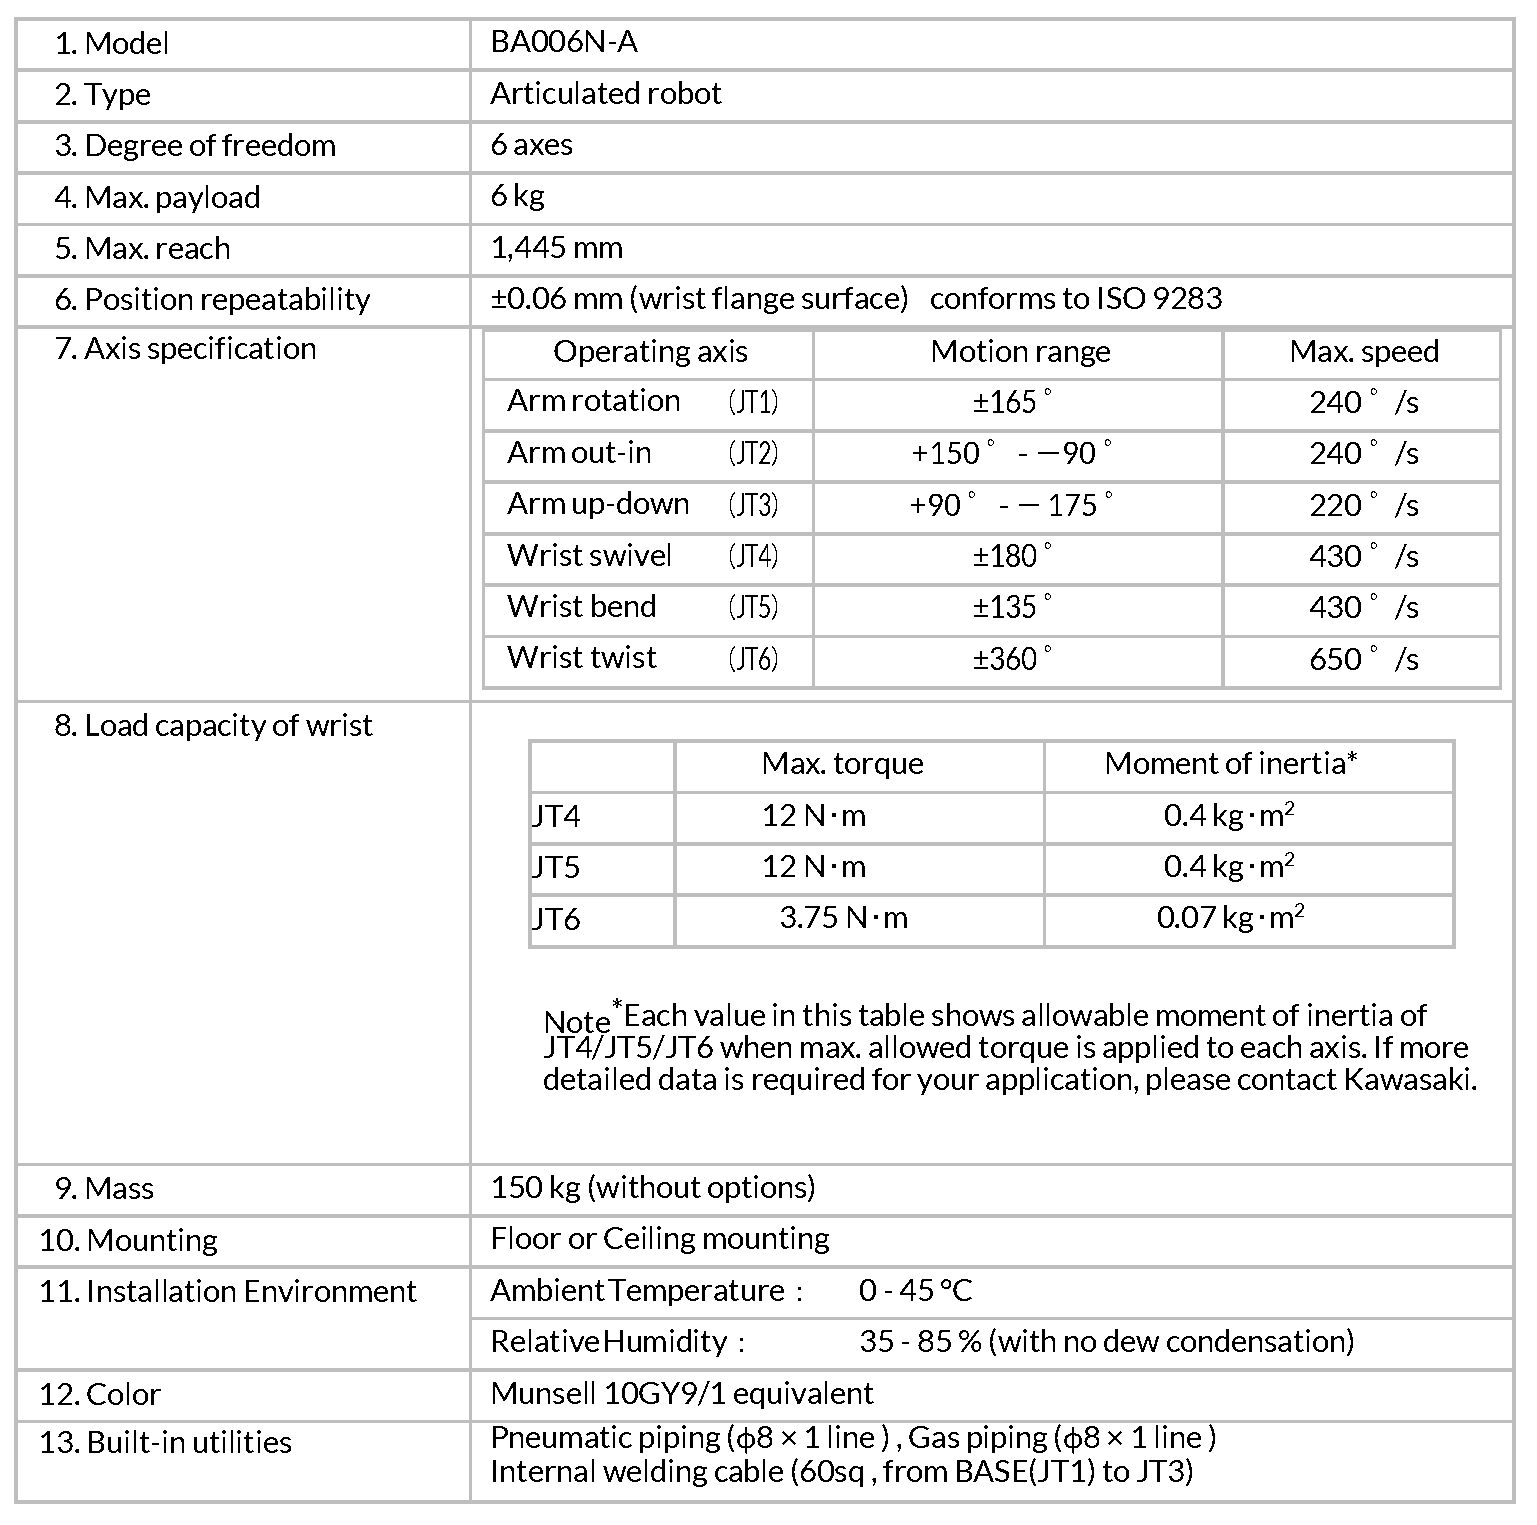 1. Model BA006N-A
2. Type Articulated robot
3. Degree of freedom 6 axes
4. Max. payload 6 kg
5. Max. reach 1,445 mm
6. Position repeatability ±0.06 mm (wrist flange surface) conforms to ISO 9283
7. Axis specification
Operating axis Motion range Max. speed
Arm rotation (JT1) ±165° 240° /s
Arm out-in (JT2) +150° - −90° 240° /s
Arm up-down (JT3) +90° - − 175° 220° /s
Wrist swivel (JT4) ±180° 430° /s
Wrist bend (JT5) ±135° 430° /s
Wrist twist (JT6) ±360° 650° /s
8. Load capacity of wrist
Max. torque Moment of inertia*
JT4 12 N·m 0.4 kg·m²
JT5 12 N·m 0.4 kg·m²
JT6 3.75 N·m 0.07 kg·m²
Note*Each value in this table shows allowable moment of inertia of
JT4/JT5/JT6 when max. allowed torque is applied to each axis. If more
detailed data is required for your application, please contact Kawasaki.
9. Mass 150 kg (without options)
10. Mounting Floor or Ceiling mounting
11. Installation Environment Ambient Temperature : 0 - 45 °C
Relative Humidity : 35 - 85 % (with no dew condensation)
12. Color Munsell 10GY9/1 equivalent
13. Built-in utilities Pneumatic piping (φ8 × 1 line ) , Gas piping (φ8 × 1 line )
Internal welding cable (60sq , from BASE(JT1) to JT3)